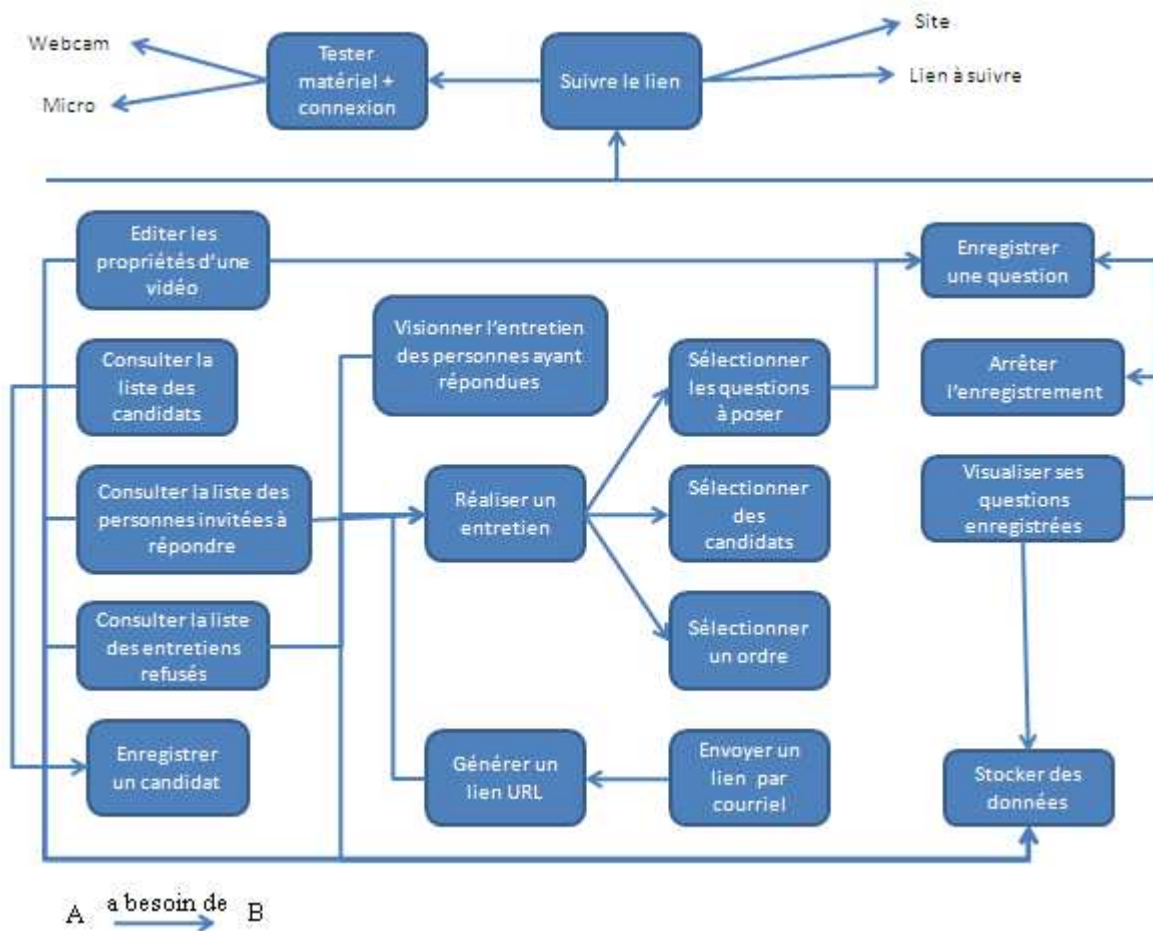 Webcam
Micro
Tester
matériel +
connexion
Suivre le lien
Site
Lien à suivre
Editer les
propriétés d'une
vidéo
Enregistrer
une question
Visionner l'entretien
des personnes ayant
répondues
Consulter la
liste des
candidats
Sélectionner
les questions
à poser
Arrêter
l'enregistrement
Consulter la liste des
personnes invitées à
répondre
Réaliser un
entretien
Sélectionner
des
candidats
Visualiser ses
questions
enregistrées
Consulter la liste
des entretiens
refusés
Sélectionner
un ordre
Enregistrer
un candidat
Générer un
lien URL
Envoyer un
lien par
courriel
Stocker des
données
A a besoin de B